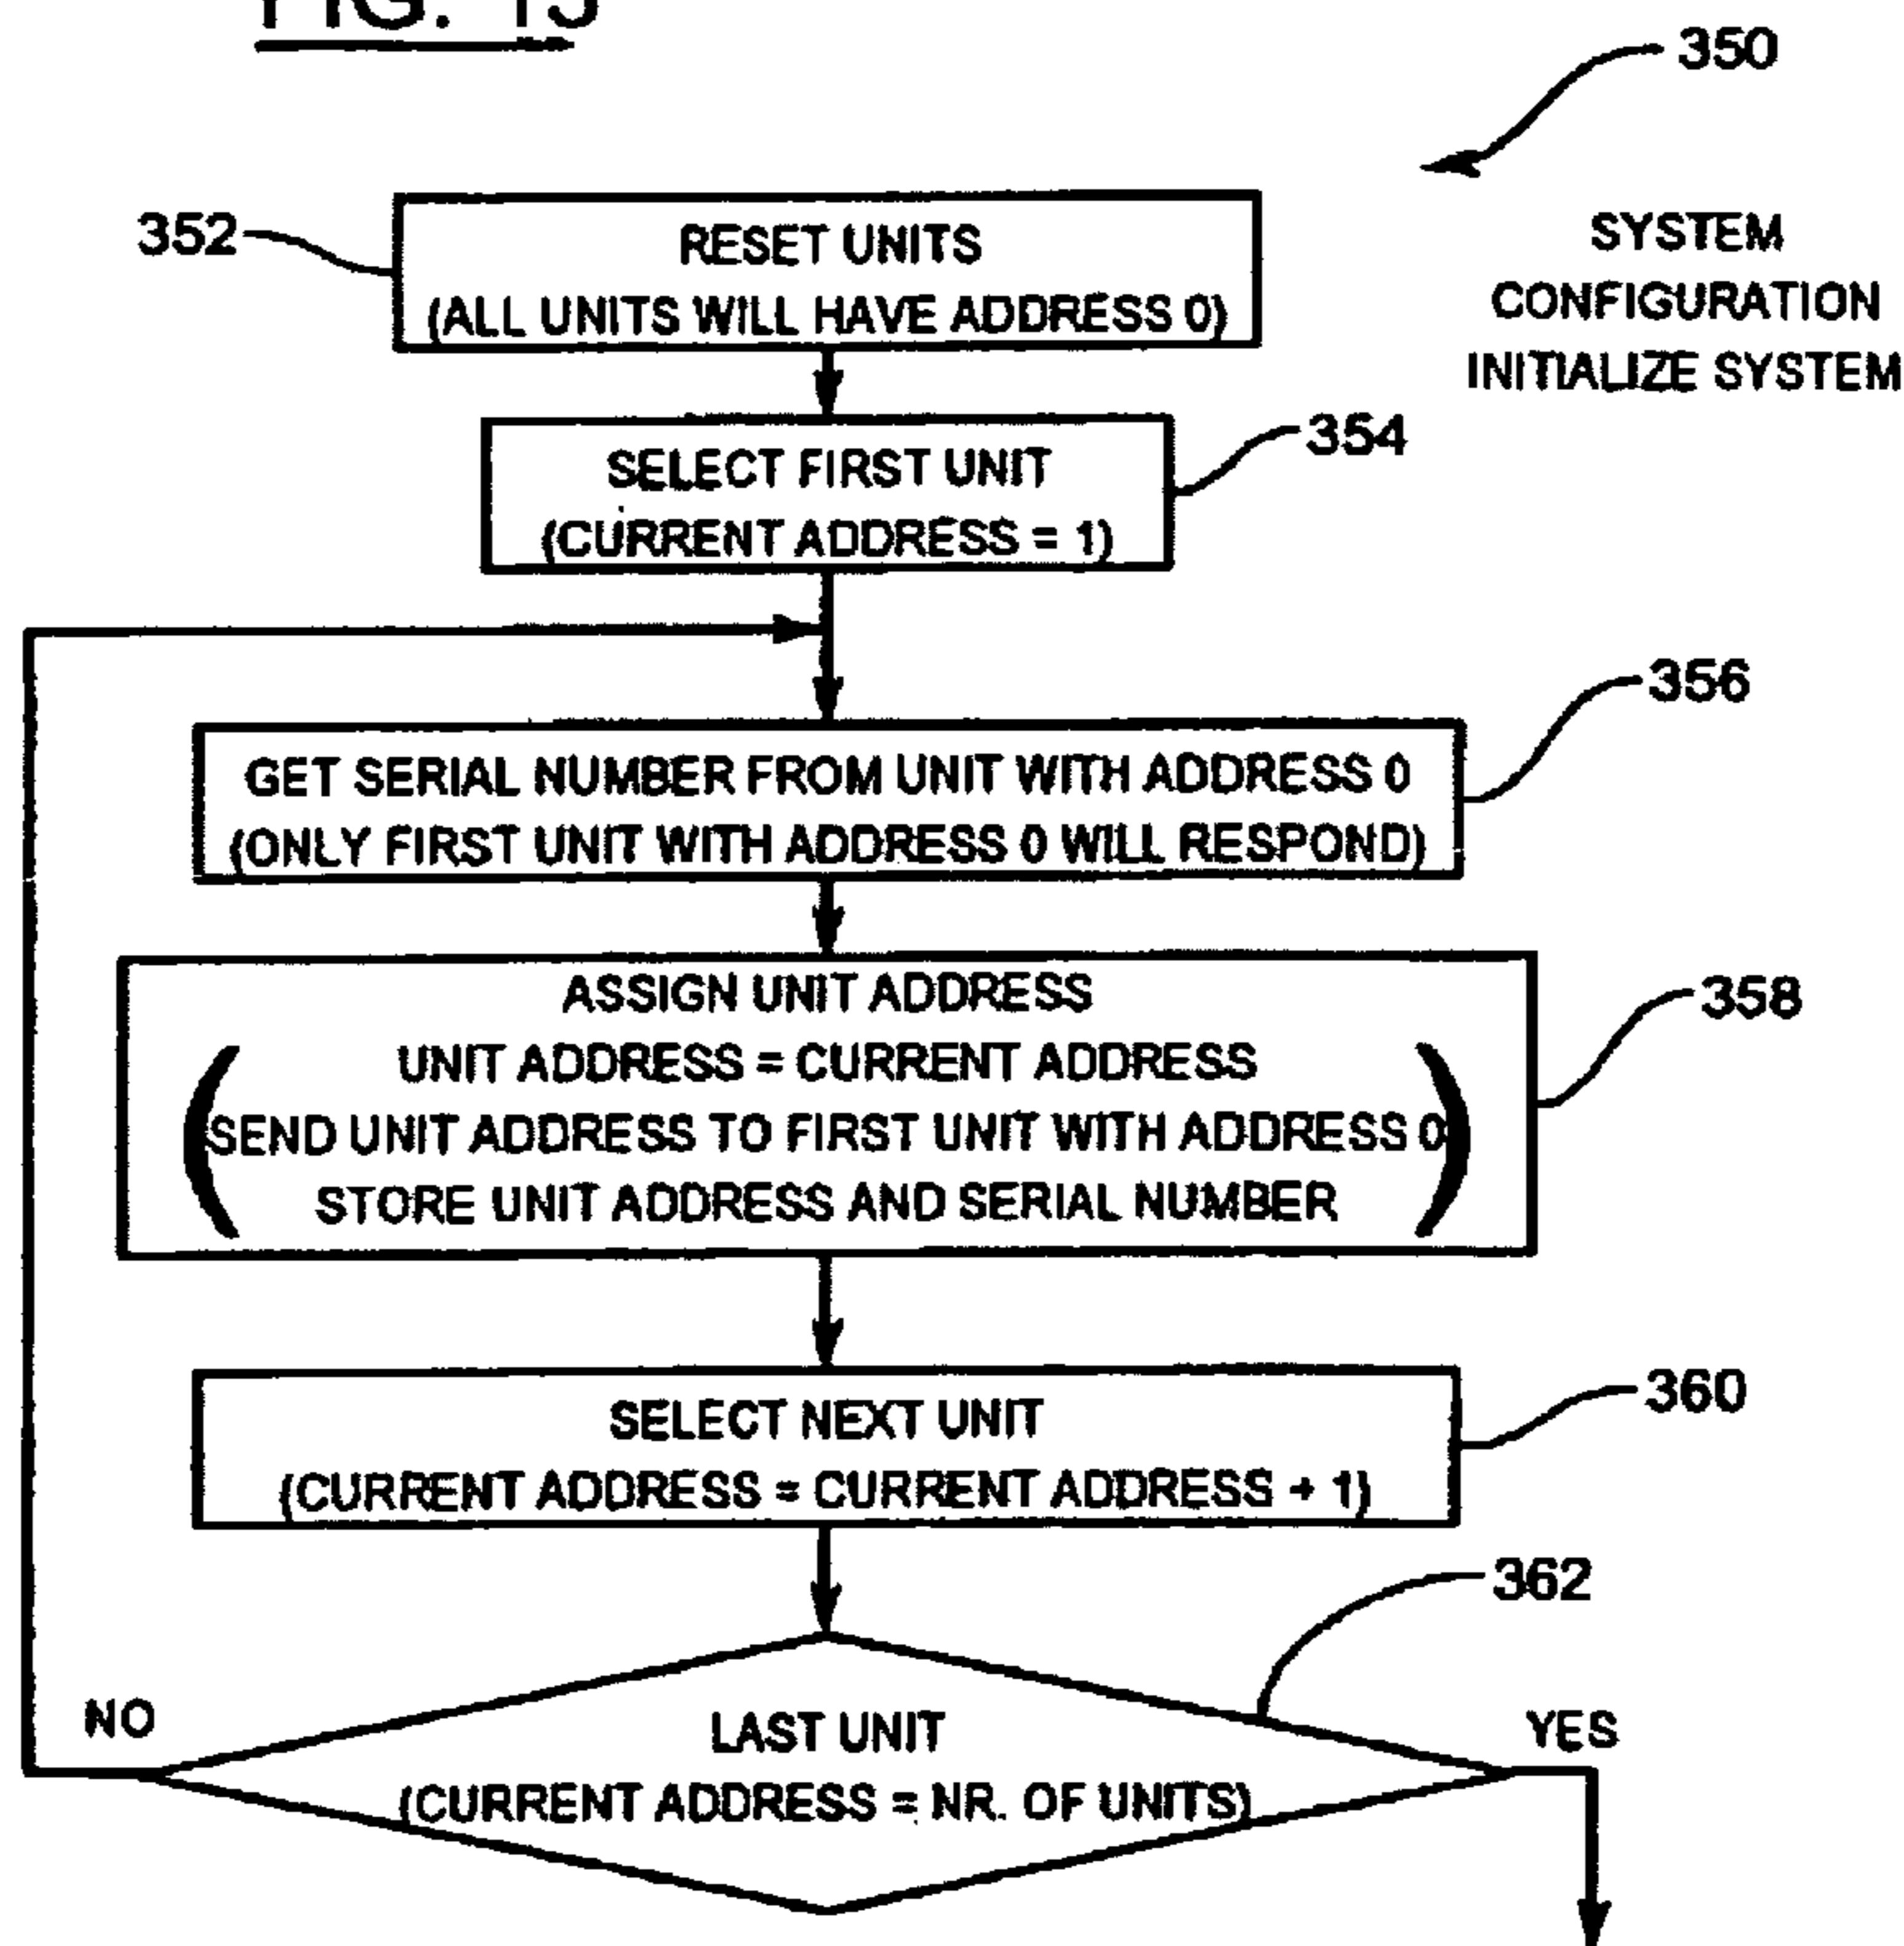 FIG. 15
350
352
RESET UNITS
(ALL UNITS WILL HAVE ADDRESS 0)
SYSTEM
CONFIGURATION
INITIALIZE SYSTEM
354
SELECT FIRST UNIT
(CURRENT ADDRESS = 1)
356
GET SERIAL NUMBER FROM UNIT WITH ADDRESS 0
(ONLY FIRST UNIT WITH ADDRESS 0 WILL RESPOND)
358
ASSIGN UNIT ADDRESS
(UNIT ADDRESS = CURRENT ADDRESS
SEND UNIT ADDRESS TO FIRST UNIT WITH ADDRESS 0
STORE UNIT ADDRESS AND SERIAL NUMBER)
360
SELECT NEXT UNIT
(CURRENT ADDRESS = CURRENT ADDRESS + 1)
362
NO
LAST UNIT
(CURRENT ADDRESS = NR. OF UNITS)
YES